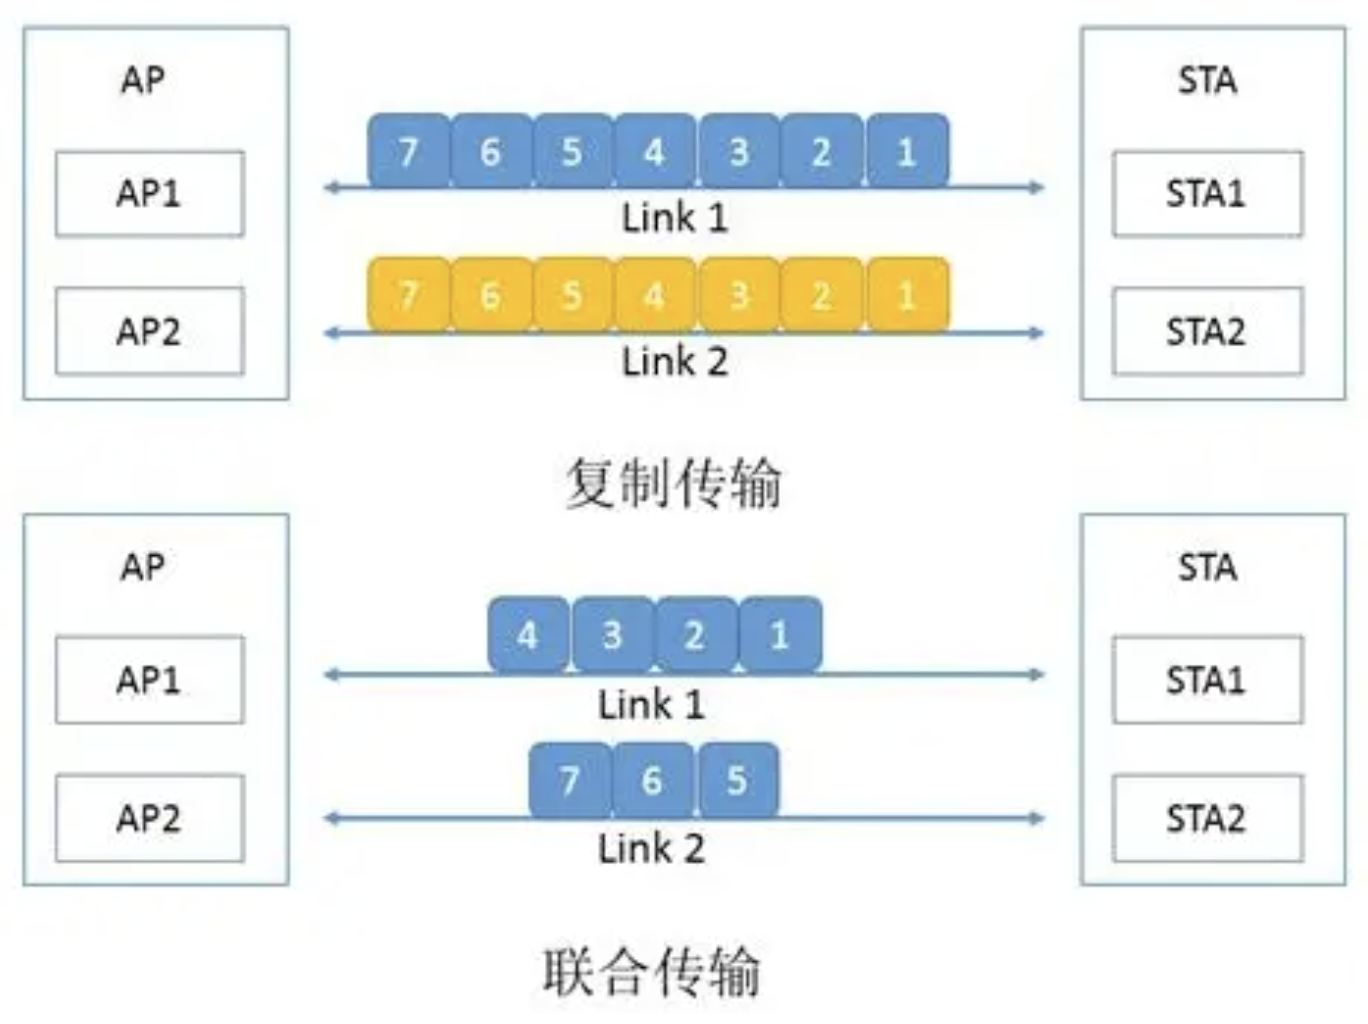 AP
STA
7 6 5 4 3 2 1
AP1
STA1
Link 1
7 6 5 4 3 2 1
AP2
STA2
Link 2
复制传输
AP
STA
4 3 2 1
AP1
STA1
Link 1
7 6 5
AP2
STA2
Link 2
联合传输